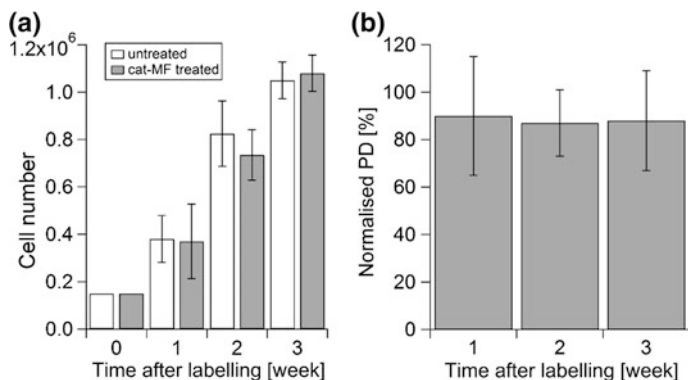 (a)
1.2x10⁶
1.0
0.8
0.6
0.4
0.2
0.0
Cell number
untreated
cat-MF treated
0 1 2 3
Time after labelling [week]
(b)
120
100
80
60
40
20
0
Normalised PD [%]
1 2 3
Time after labelling [week]